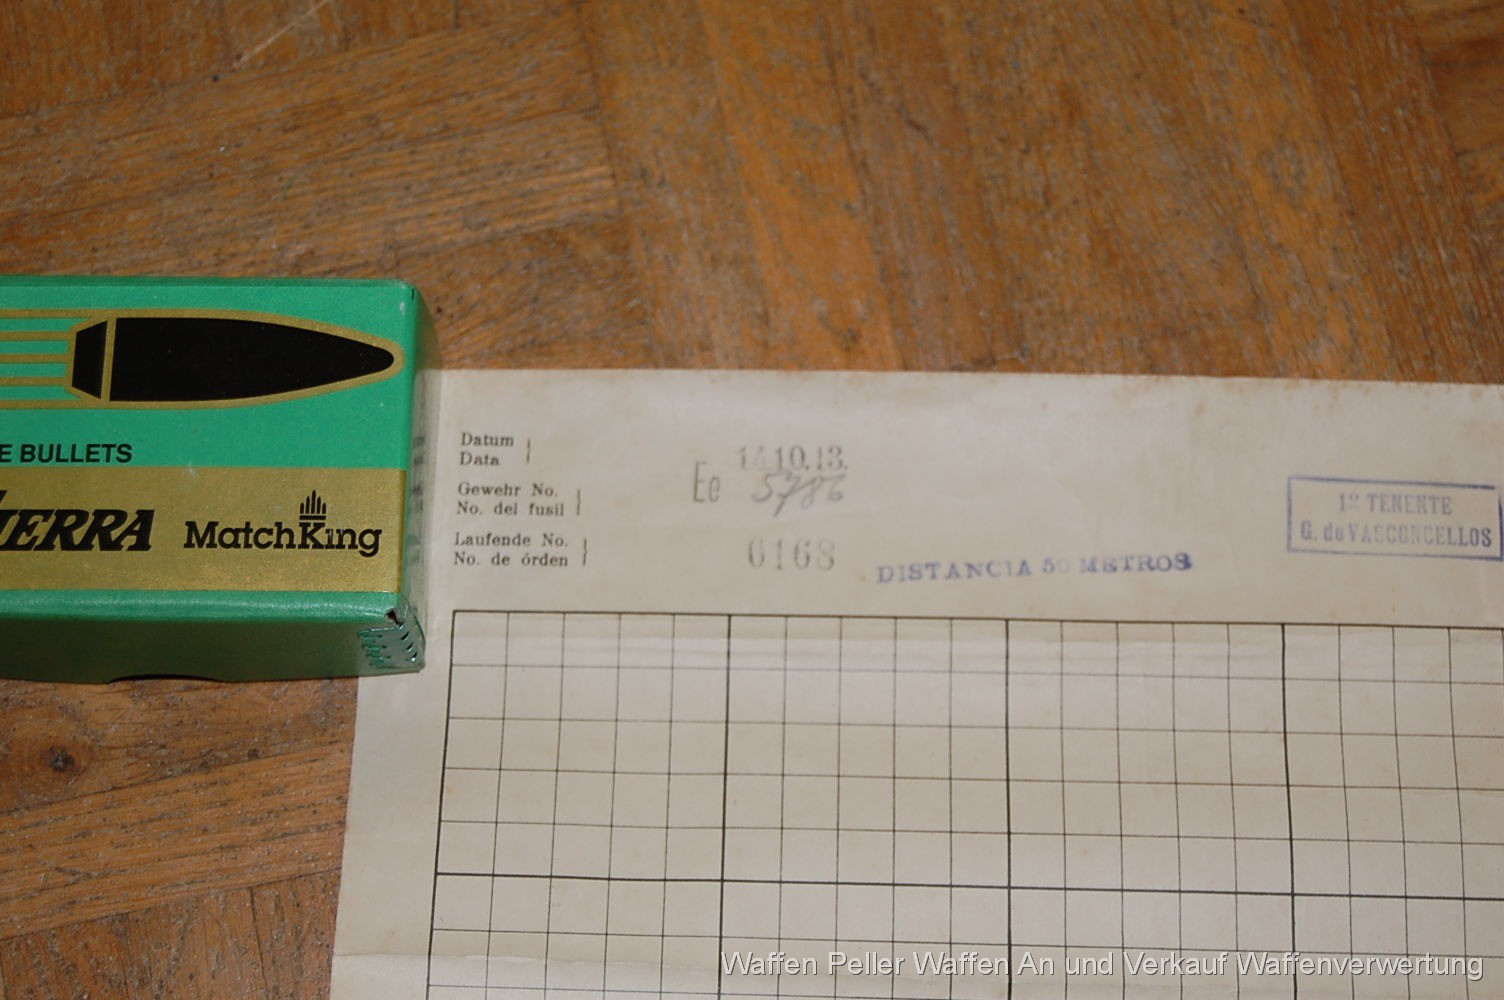 E BULLETS
SIERRA MatchKing
Datum
Data
14.10.13.
Gewehr No.
No. del fusil
Ee 5786
Laufende No.
No. de órden
6168
DISTANCIA 50 METROS
1º TENENTE
G. de VASCONCELLOS
Waffen Peller Waffen An und Verkauf Waffenverwertung